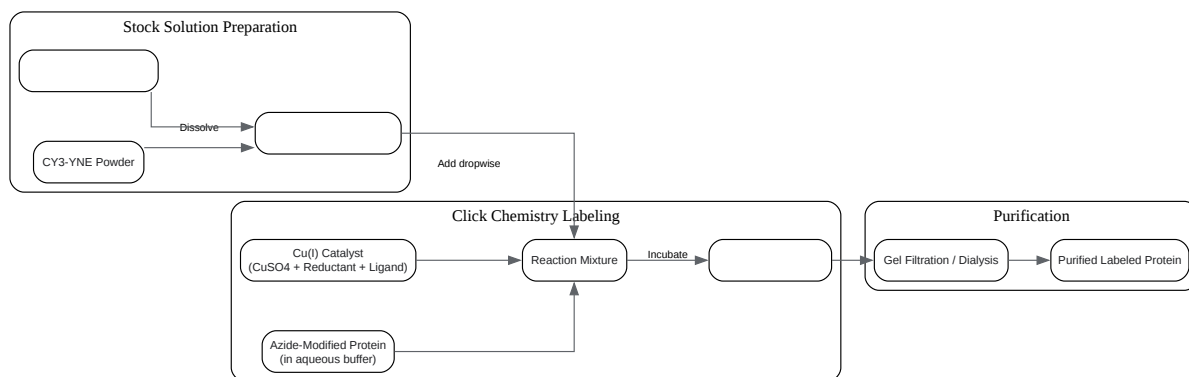 Stock Solution Preparation
Dissolve
CY3-YNE Powder
Add dropwise
Click Chemistry Labeling
Purification
Cu(I) Catalyst
(CuSO4 + Reductant + Ligand)
Reaction Mixture
Incubate
Gel Filtration / Dialysis
Purified Labeled Protein
Azide-Modified Protein
(in aqueous buffer)